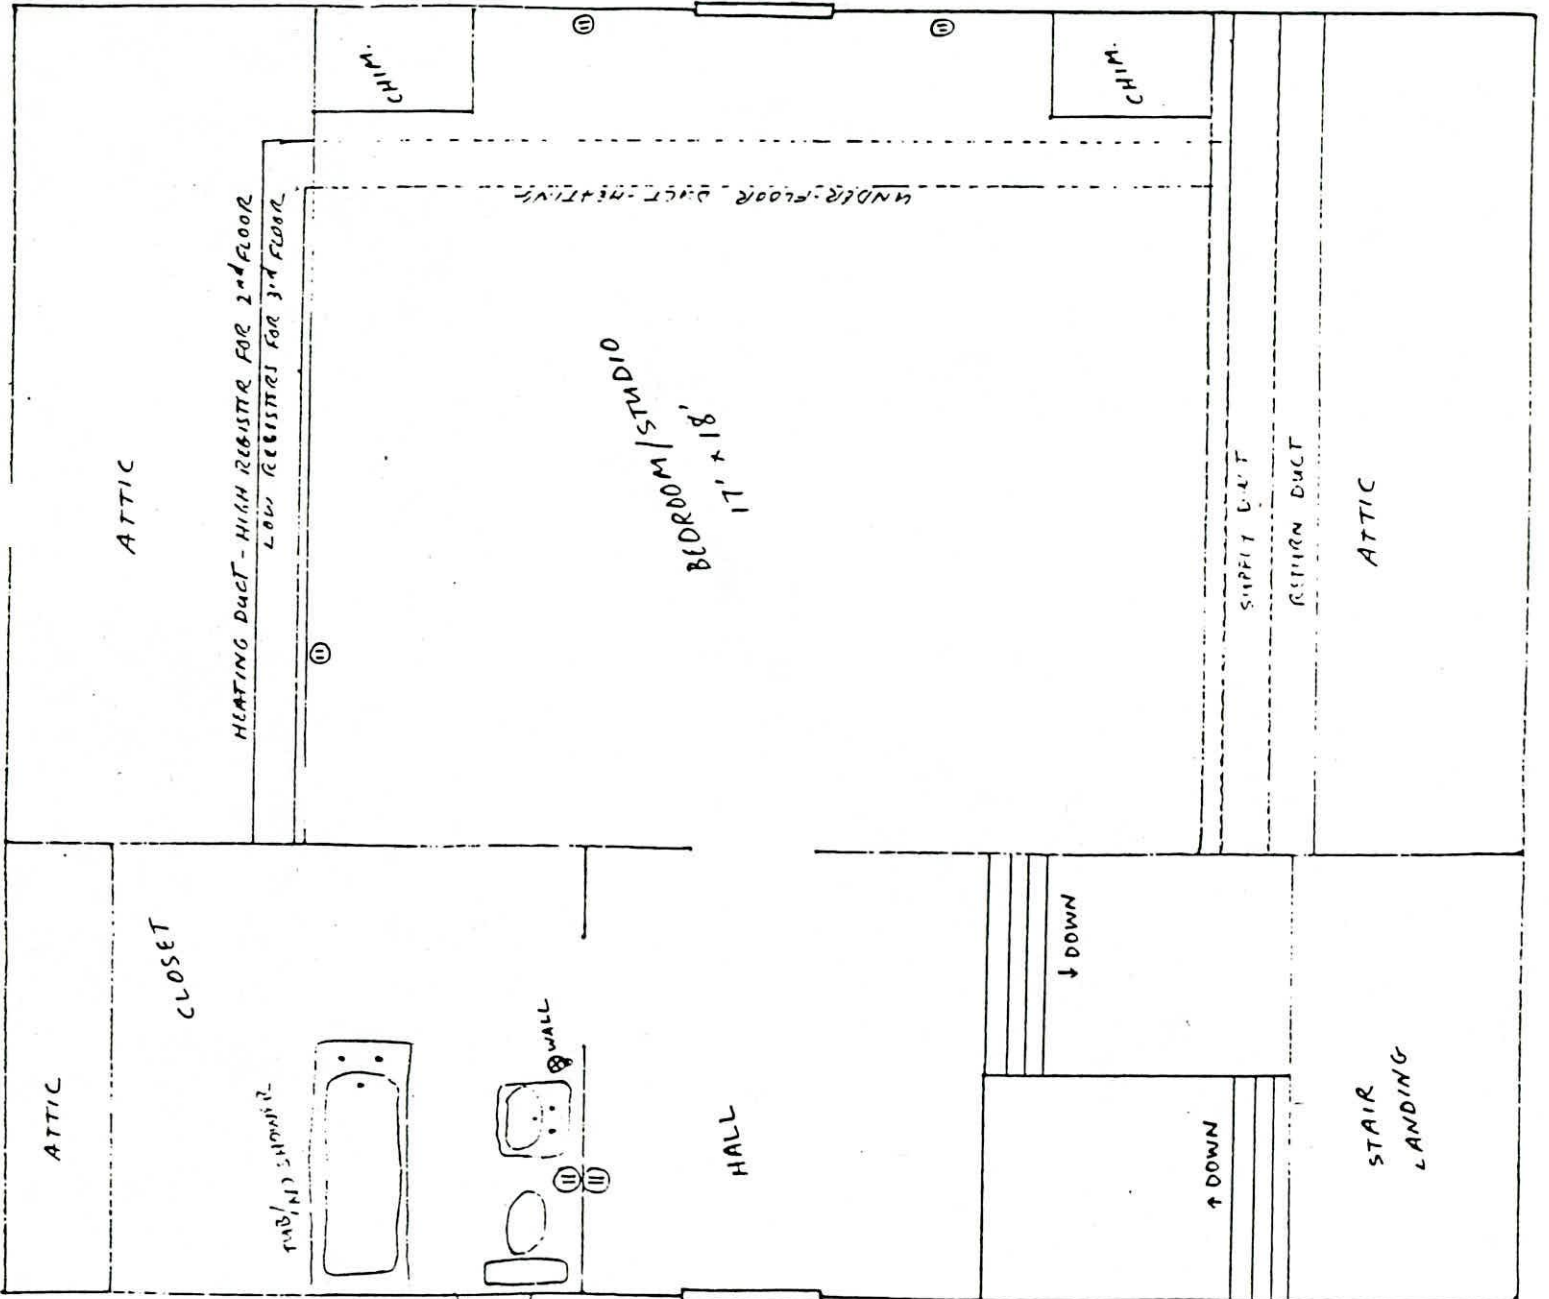 CHIM.
CHIM.
HEATING DUCT - HIGH REGISTER FOR 2nd FLOOR
LOW REGISTERS FOR 3rd FLOOR
UNDER-FLOOR DUCT-HEATING
ATTIC
BEDROOM/STUDIO
17' x 18'
SUPPLY DUCT
RETURN DUCT
ATTIC
CLOSET
↓ DOWN
ATTIC
TUB/NO SHOWER
WALL
HALL
↑ DOWN
STAIR
LANDING